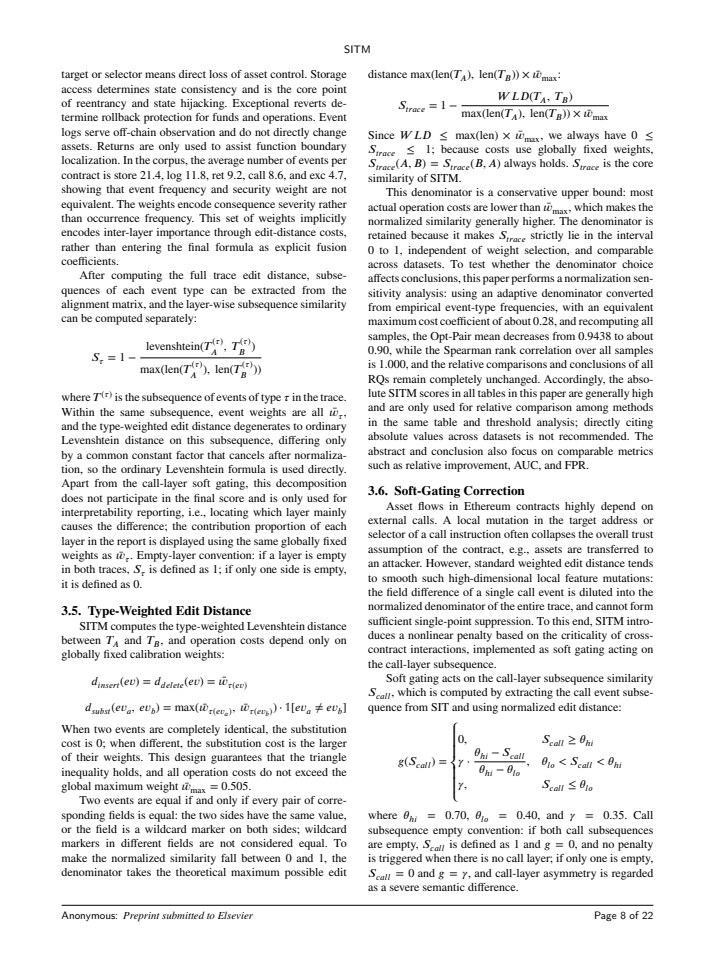 SITM
target or selector means direct loss of asset control. Storage
access determines state consistency and is the core point
of reentrancy and state hijacking. Exceptional reverts de-
termine rollback protection for funds and operations. Event
logs serve off-chain observation and do not directly change
assets. Returns are only used to assist function boundary
localization. In the corpus, the average number of events per
contract is store 21.4, log 11.8, ret 9.2, call 8.6, and exc 4.7,
showing that event frequency and security weight are not
equivalent. The weights encode consequence severity rather
than occurrence frequency. This set of weights implicitly
encodes inter-layer importance through edit-distance costs,
rather than entering the final formula as explicit fusion
coefficients.
After computing the full trace edit distance, subse-
quences of each event type can be extracted from the
alignment matrix, and the layer-wise subsequence similarity
can be computed separately:
S_τ = 1 − levenshtein(T_A^(τ), T_B^(τ)) / max(len(T_A^(τ)), len(T_B^(τ)))
where T^(τ) is the subsequence of events of type τ in the trace.
Within the same subsequence, event weights are all w̄_τ,
and the type-weighted edit distance degenerates to ordinary
Levenshtein distance on this subsequence, differing only
by a common constant factor that cancels after normaliza-
tion, so the ordinary Levenshtein formula is used directly.
Apart from the call-layer soft gating, this decomposition
does not participate in the final score and is only used for
interpretability reporting, i.e., locating which layer mainly
causes the difference; the contribution proportion of each
layer in the report is displayed using the same globally fixed
weights as w̄_τ. Empty-layer convention: if a layer is empty
in both traces, S_τ is defined as 1; if only one side is empty,
it is defined as 0.
3.5. Type-Weighted Edit Distance
SITM computes the type-weighted Levenshtein distance
between T_A and T_B, and operation costs depend only on
globally fixed calibration weights:
d_insert(ev) = d_delete(ev) = w̄_τ(ev)
d_subst(ev_a, ev_b) = max(w̄_τ(ev_a), w̄_τ(ev_b)) · 𝟙[ev_a ≠ ev_b]
When two events are completely identical, the substitution
cost is 0; when different, the substitution cost is the larger
of their weights. This design guarantees that the triangle
inequality holds, and all operation costs do not exceed the
global maximum weight w̄_max = 0.505.
Two events are equal if and only if every pair of corre-
sponding fields is equal: the two sides have the same value,
or the field is a wildcard marker on both sides; wildcard
markers in different fields are not considered equal. To
make the normalized similarity fall between 0 and 1, the
denominator takes the theoretical maximum possible edit
distance max(len(T_A), len(T_B)) × w̄_max:
S_trace = 1 − WLD(T_A, T_B) / max(len(T_A), len(T_B)) × w̄_max
Since WLD ≤ max(len) × w̄_max, we always have 0 ≤
S_trace ≤ 1; because costs use globally fixed weights,
S_trace(A, B) = S_trace(B, A) always holds. S_trace is the core
similarity of SITM.
This denominator is a conservative upper bound: most
actual operation costs are lower than w̄_max, which makes the
normalized similarity generally higher. The denominator is
retained because it makes S_trace strictly lie in the interval
0 to 1, independent of weight selection, and comparable
across datasets. To test whether the denominator choice
affects conclusions, this paper performs a normalization sen-
sitivity analysis: using an adaptive denominator converted
from empirical event-type frequencies, with an equivalent
maximum cost coefficient of about 0.28, and recomputing all
samples, the Opt-Pair mean decreases from 0.9438 to about
0.90, while the Spearman rank correlation over all samples
is 1.000, and the relative comparisons and conclusions of all
RQs remain completely unchanged. Accordingly, the abso-
lute SITM scores in all tables in this paper are generally high
and are only used for relative comparison among methods
in the same table and threshold analysis; directly citing
absolute values across datasets is not recommended. The
abstract and conclusion also focus on comparable metrics
such as relative improvement, AUC, and FPR.
3.6. Soft-Gating Correction
Asset flows in Ethereum contracts highly depend on
external calls. A local mutation in the target address or
selector of a call instruction often collapses the overall trust
assumption of the contract, e.g., assets are transferred to
an attacker. However, standard weighted edit distance tends
to smooth such high-dimensional local feature mutations:
the field difference of a single call event is diluted into the
normalized denominator of the entire trace, and cannot form
sufficient single-point suppression. To this end, SITM intro-
duces a nonlinear penalty based on the criticality of cross-
contract interactions, implemented as soft gating acting on
the call-layer subsequence.
Soft gating acts on the call-layer subsequence similarity
S_call, which is computed by extracting the call event subse-
quence from SIT and using normalized edit distance:
g(S_call) = { 0, S_call ≥ θ_hi
γ · (θ_hi − S_call) / (θ_hi − θ_lo), θ_lo < S_call < θ_hi
γ, S_call ≤ θ_lo
where θ_hi = 0.70, θ_lo = 0.40, and γ = 0.35. Call
subsequence empty convention: if both call subsequences
are empty, S_call is defined as 1 and g = 0, and no penalty
is triggered when there is no call layer; if only one is empty,
S_call = 0 and g = γ, and call-layer asymmetry is regarded
as a severe semantic difference.
Anonymous: Preprint submitted to Elsevier
Page 8 of 22